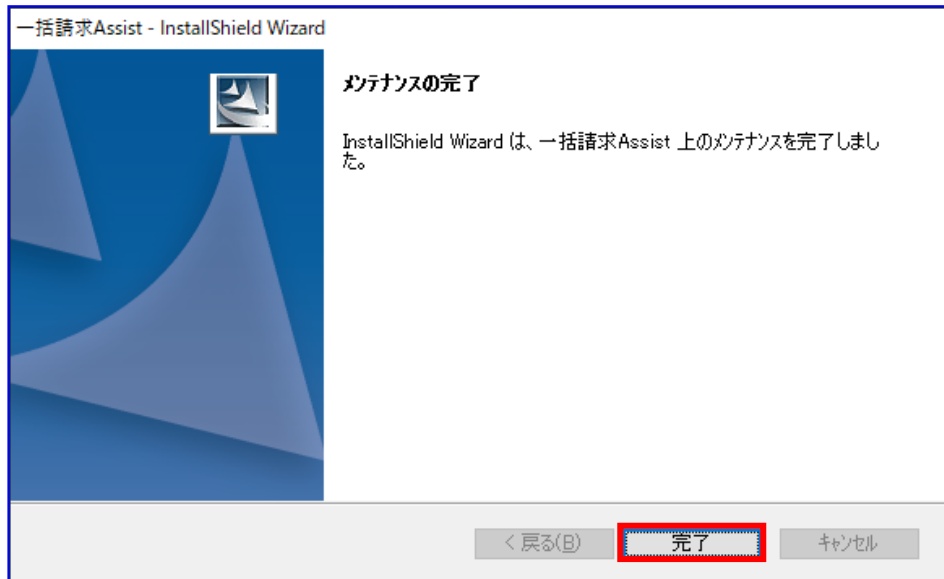 一括請求Assist - InstallShield Wizard
メンテナンスの完了
InstallShield Wizard は、一括請求Assist 上のメンテナンスを完了しまし
た。
< 戻る(B)
完了
キャンセル